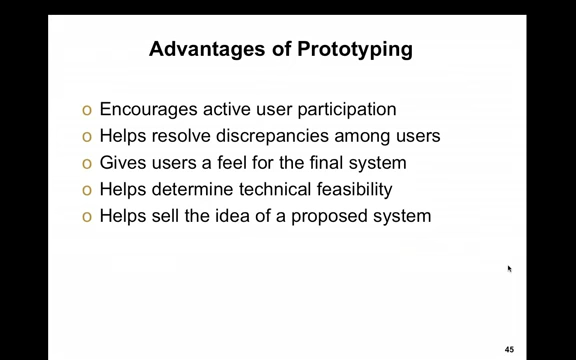 Advantages of Prototyping
o Encourages active user participation
o Helps resolve discrepancies among users
o Gives users a feel for the final system
o Helps determine technical feasibility
o Helps sell the idea of a proposed system
45